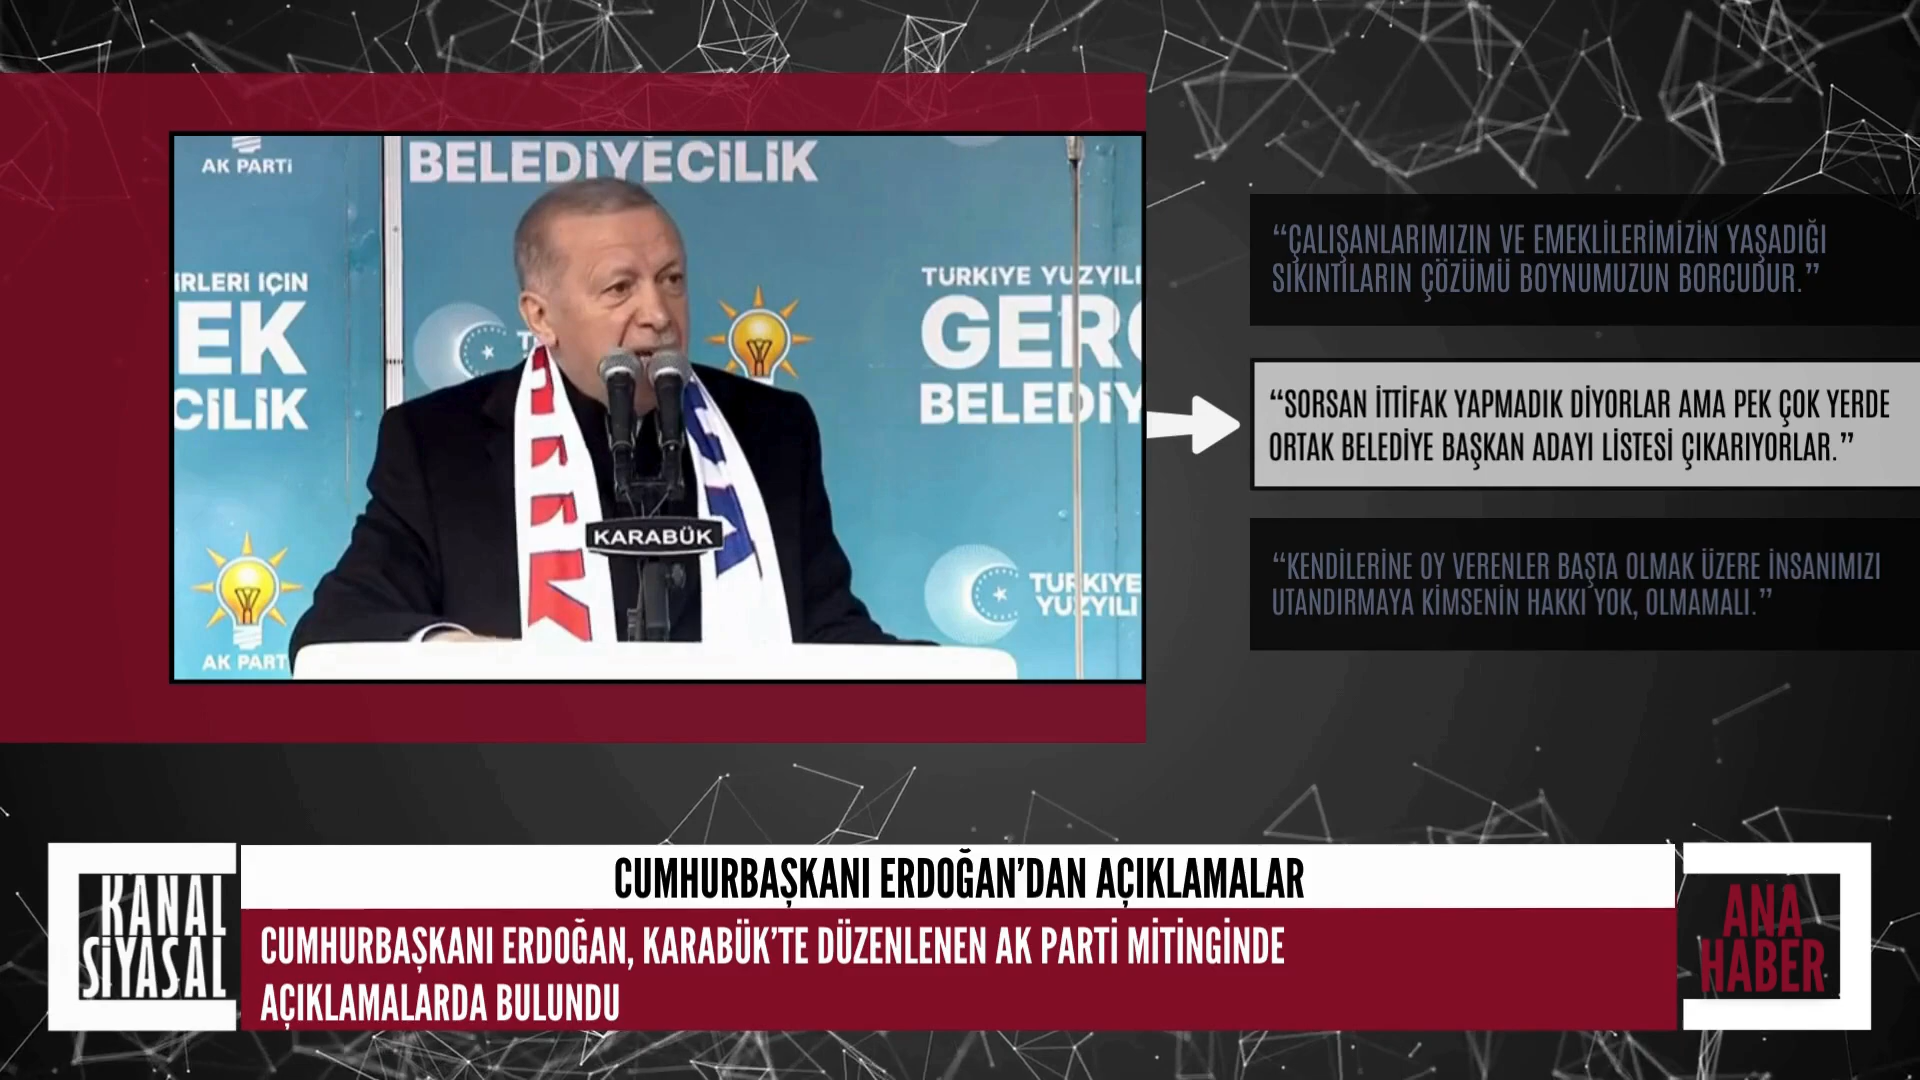 AK PARTİ
BELEDİYECİLİK
İRLERİ İÇİN
EK
CİLİK
TÜRKİYE YÜZYILI
GERÇ
BELEDİY
KARABÜK
AK PARTİ
TÜRKİYE
YÜZYILI
“ÇALIŞANLARIMIZIN VE EMEKLİLERİMİZİN YAŞADIĞI
SIKINTILARIN ÇÖZÜMÜ BOYNUMUZUN BORCUDUR.”
“SORSAN İTTİFAK YAPMADIK DİYORLAR AMA PEK ÇOK YERDE
ORTAK BELEDİYE BAŞKAN ADAYI LİSTESİ ÇIKARIYORLAR.”
“KENDİLERİNE OY VERENLER BAŞTA OLMAK ÜZERE İNSANIMIZI
UTANDIRMAYA KİMSENİN HAKKI YOK, OLMAMALI.”
CUMHURBAŞKANI ERDOĞAN’DAN AÇIKLAMALAR
KANAL
SİYASAL
CUMHURBAŞKANI ERDOĞAN, KARABÜK’TE DÜZENLENEN AK PARTİ MİTİNGİNDE
AÇIKLAMALARDA BULUNDU
ANA
HABER